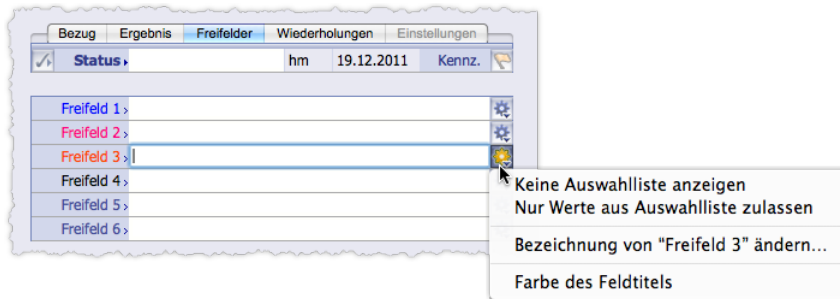 Bezug Ergebnis Freifelder Wiederholungen Einstellungen
Status hm 19.12.2011 Kennz.
Freifeld 1
Freifeld 2
Freifeld 3
Freifeld 4
Freifeld 5
Freifeld 6
Keine Auswahlliste anzeigen
Nur Werte aus Auswahlliste zulassen
Bezeichnung von “Freifeld 3” ändern...
Farbe des Feldtitels